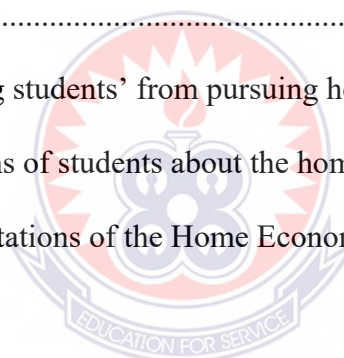 ................................................
g students’ from pursuing ho
ns of students about the hom
tations of the Home Econom
EDUCATION FOR SERVICE